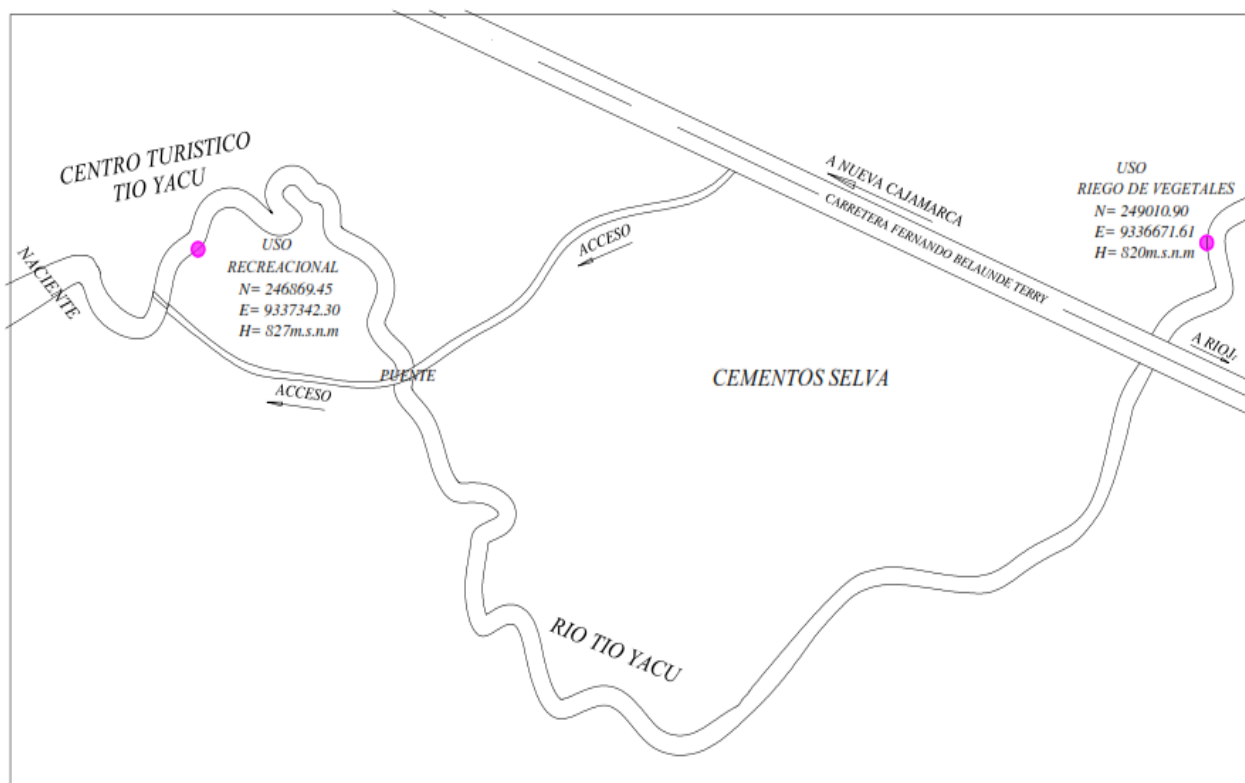 CENTRO TURISTICO
TIO YACU
NACIENTE
USO
RECREACIONAL
N= 246869.45
E= 9337342.30
H= 827m.s.n.m
ACCESO
PUENTE
ACCESO
A NUEVA CAJAMARCA
CARRETERA FERNANDO BELAUNDE TERRY
USO
RIEGO DE VEGETALES
N= 249010.90
E= 9336671.61
H= 820m.s.n.m
A RIOJ
CEMENTOS SELVA
RIO TIO YACU